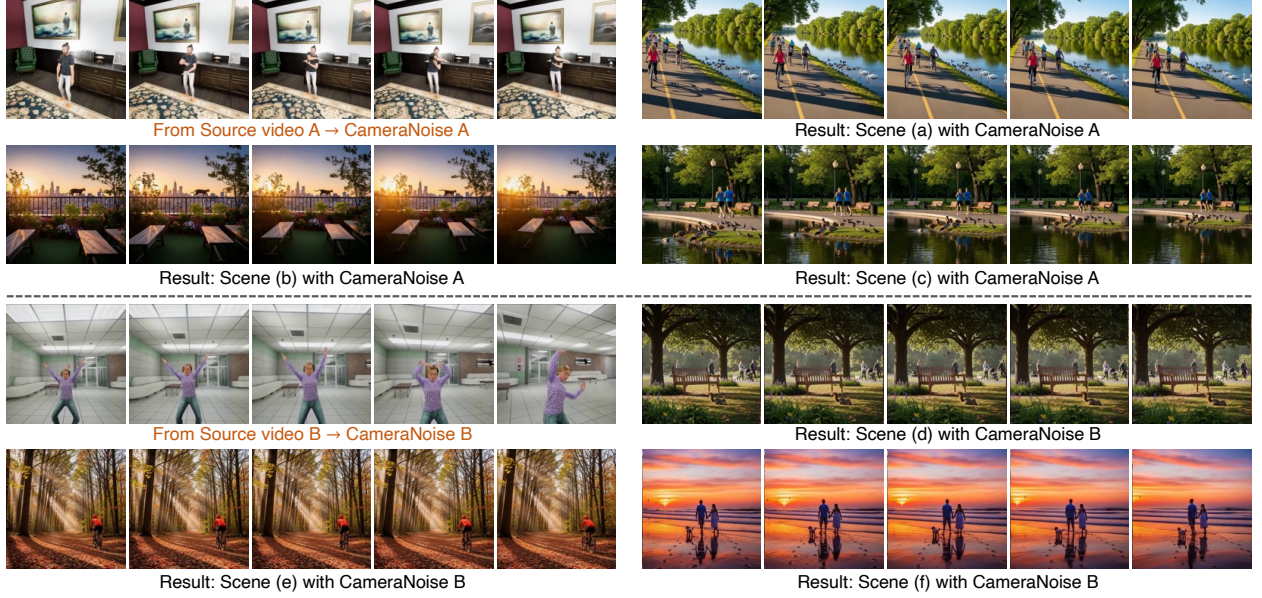 From Source video A → CameraNoise A
Result: Scene (a) with CameraNoise A
Result: Scene (b) with CameraNoise A
Result: Scene (c) with CameraNoise A
From Source video B → CameraNoise B
Result: Scene (d) with CameraNoise B
Result: Scene (e) with CameraNoise B
Result: Scene (f) with CameraNoise B